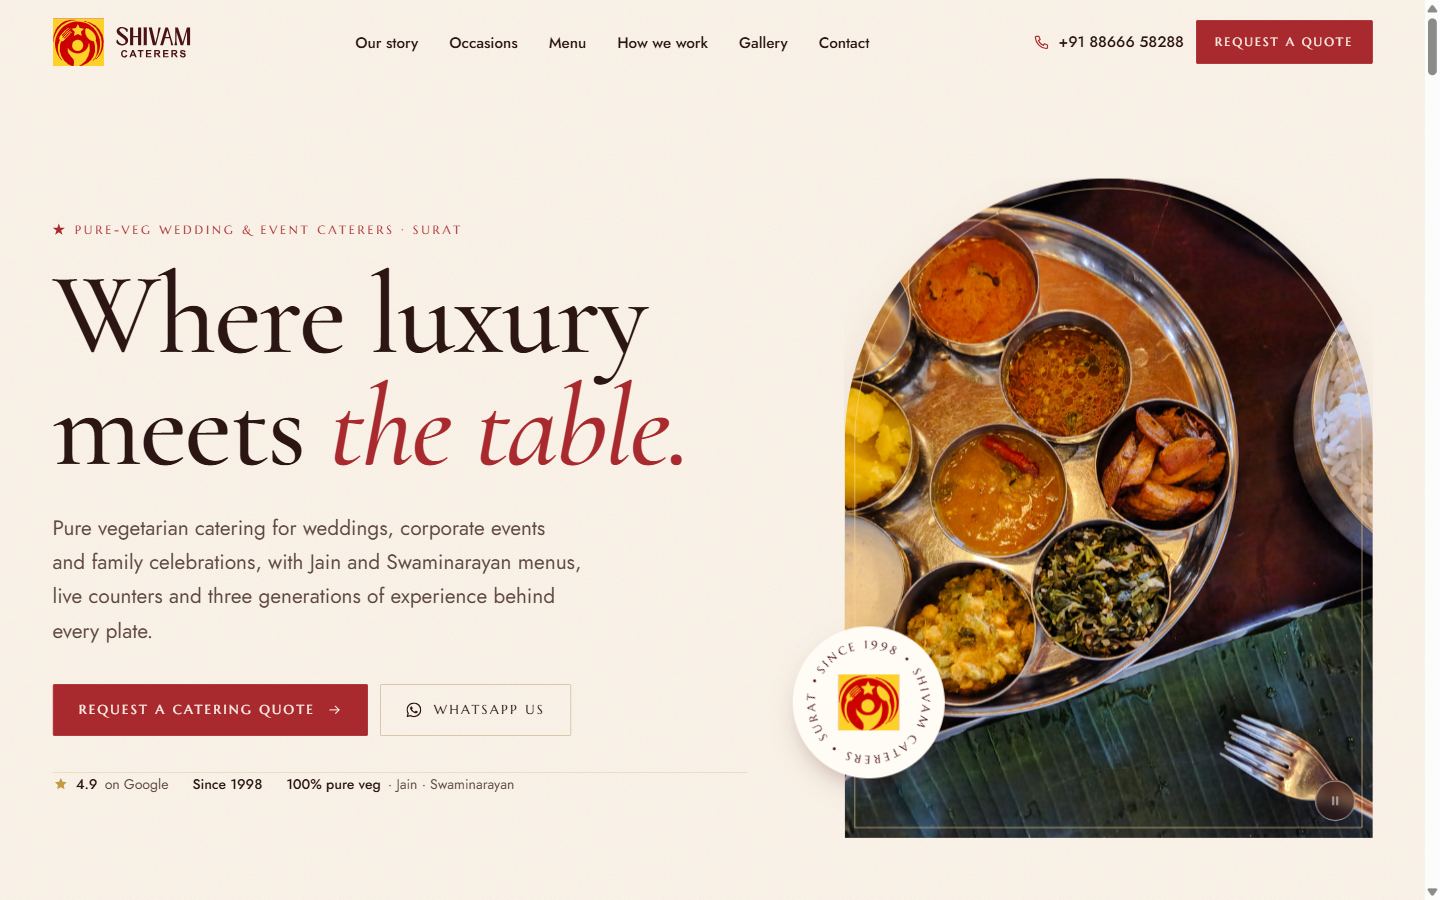 SHIVAM
CATERERS
Our story
Occasions
Menu
How we work
Gallery
Contact
+91 88666 58288
REQUEST A QUOTE
★ PURE-VEG WEDDING & EVENT CATERERS · SURAT
Where luxury
meets the table.
Pure vegetarian catering for weddings, corporate events
and family celebrations, with Jain and Swaminarayan menus,
live counters and three generations of experience behind
every plate.
REQUEST A CATERING QUOTE →
WHATSAPP US
★ 4.9 on Google
Since 1998
100% pure veg · Jain · Swaminarayan
• SINCE 1998 • SHIVAM CATERERS • SURAT